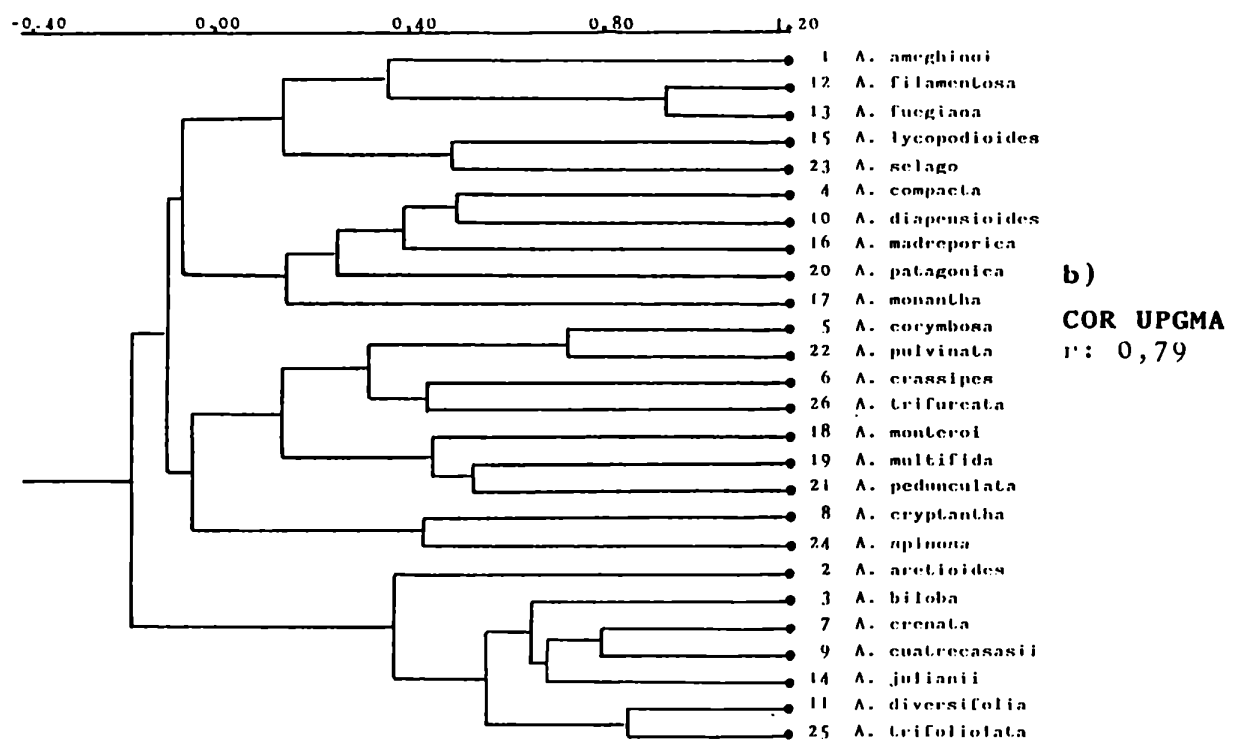 -0,40 0,00 0,40 0,80 1,20
1 A. ameghinoi
12 A. filamentosa
13 A. fuegiana
15 A. lycopodioides
23 A. selago
4 A. compacta
10 A. diapensioides
16 A. madreporica
20 A. patagonica
17 A. monantha
5 A. corymbosa
22 A. pulvinata
6 A. crassipes
26 A. trifurcata
18 A. monteroi
19 A. multifida
21 A. pedunculata
8 A. cryptantha
24 A. spinosa
2 A. aretioides
3 A. biloba
7 A. crenata
9 A. cuatrecasasii
14 A. julianii
11 A. diversifolia
25 A. trifoliolata
b)
COR UPGMA
r: 0,79